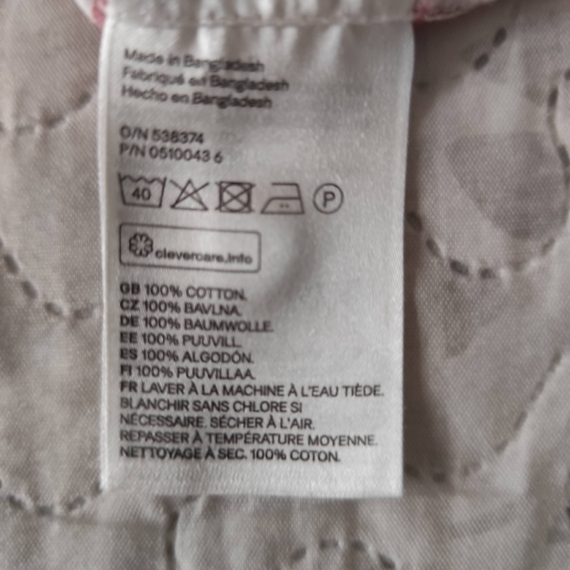 Made in Bangladesh
Fabriqué en Bangladesh
Hecho en Bangladesh
O/N 538374
P/N 0510043 6
40
P
clevercare.info
GB 100% COTTON.
CZ 100% BAVLNA.
DE 100% BAUMWOLLE.
EE 100% PUUVILL.
ES 100% ALGODÓN.
FI 100% PUUVILLAA.
FR LAVER À LA MACHINE À L'EAU TIÈDE.
BLANCHIR SANS CHLORE SI
NÉCESSAIRE. SÉCHER À L'AIR.
REPASSER À TEMPÉRATURE MOYENNE.
NETTOYAGE À SEC. 100% COTON.